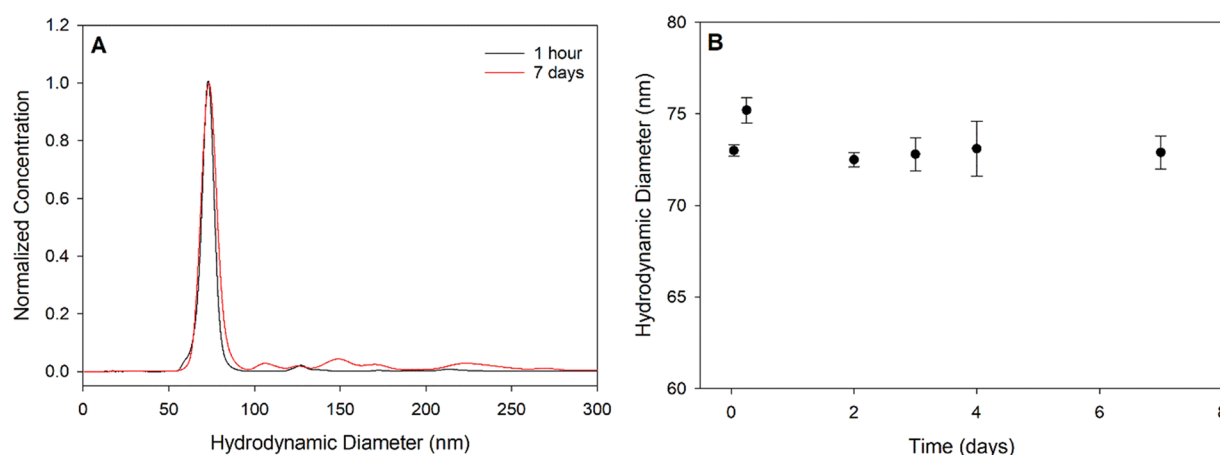 A
1 hour
7 days
1.2
1.0
0.8
0.6
0.4
0.2
0.0
Normalized Concentration
0 50 100 150 200 250 300
Hydrodynamic Diameter (nm)
B
80
75
70
65
60
Hydrodynamic Diameter (nm)
0 2 4 6 8
Time (days)